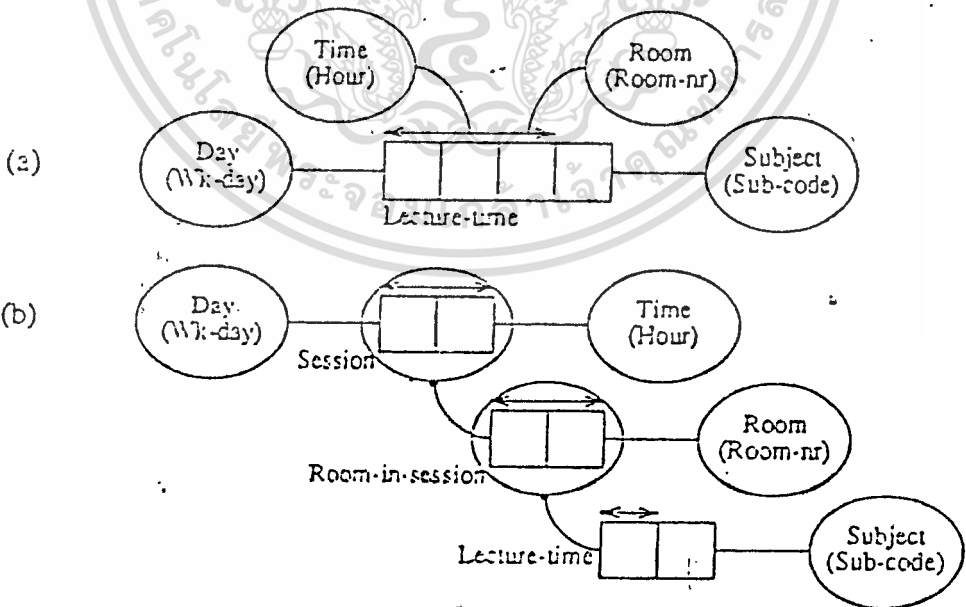 Time
(Hour)
Room
(Room-nr)
(a)
Day
(Wk-day)
Subject
(Sub-code)
Lecture-time
(b)
Day
(Wk-day)
Time
(Hour)
Session
Room
(Room-nr)
Room-in-session
Subject
(Sub-code)
Lecture-time